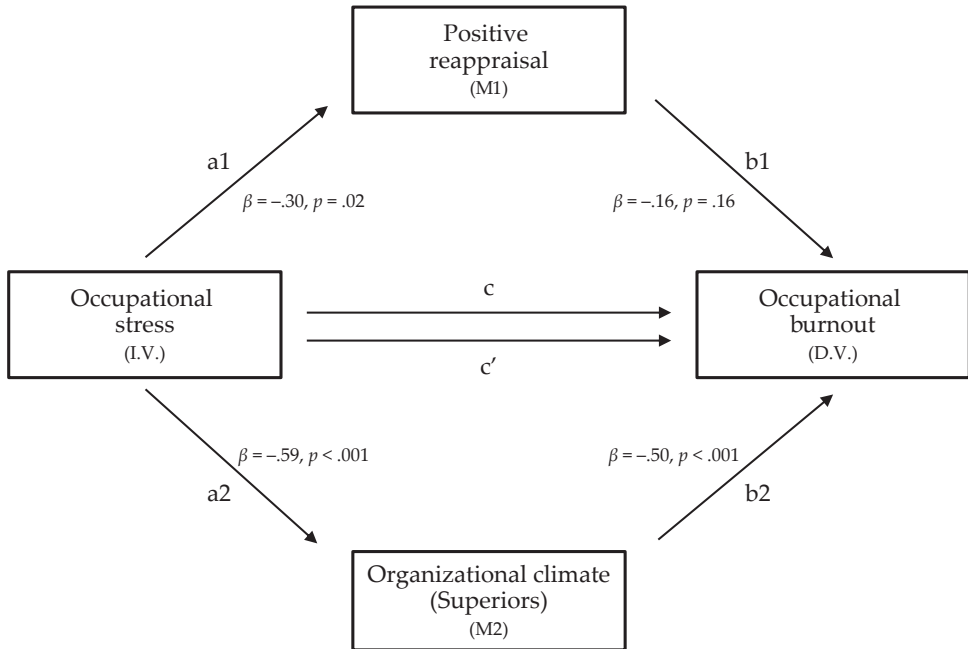 Positive
reappraisal
(M1)
a1
b1
β = –.30, p = .02
β = –.16, p = .16
Occupational
stress
(I.V.)
c
c’
Occupational
burnout
(D.V.)
β = –.59, p < .001
β = –.50, p < .001
a2
b2
Organizational climate
(Superiors)
(M2)